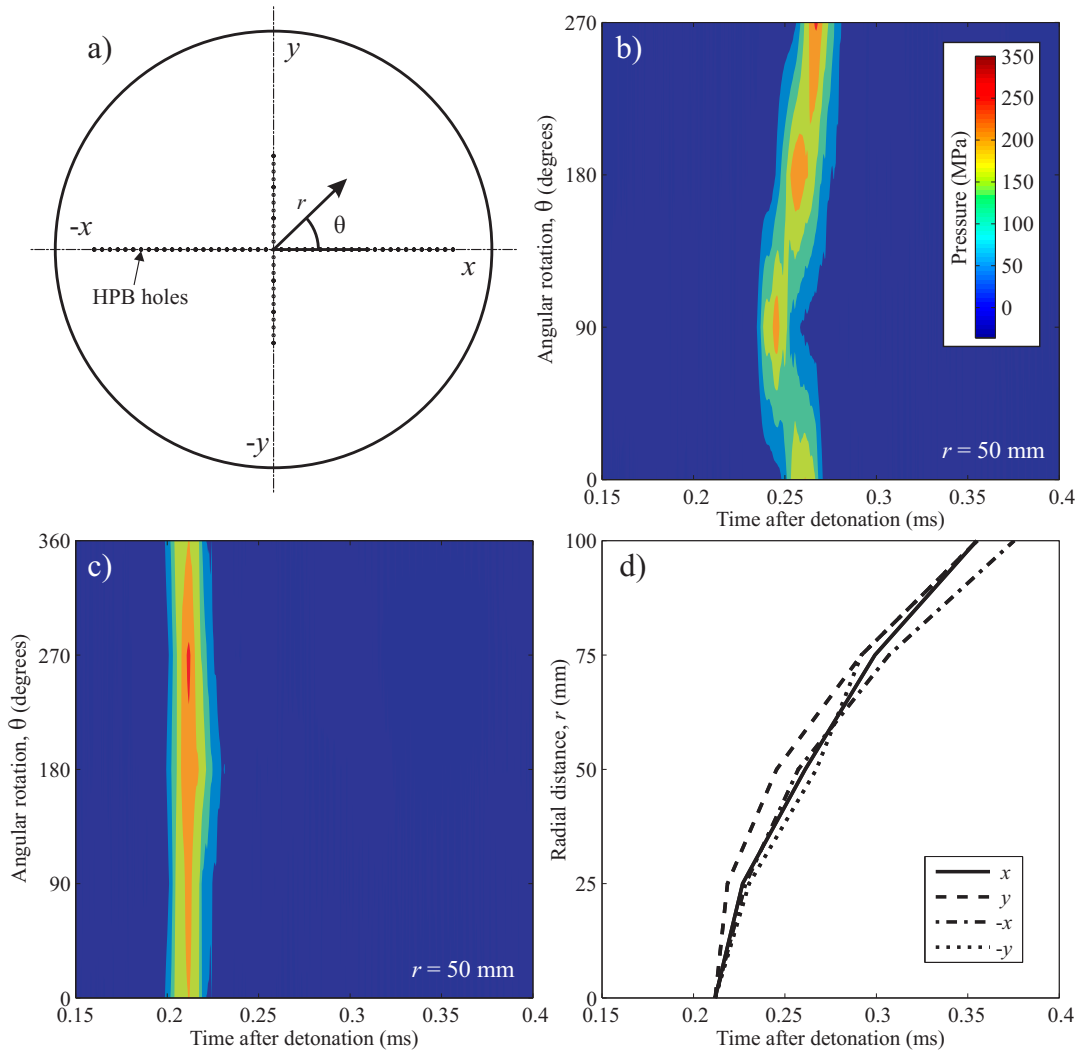 a)
y
r
θ
-x
x
HPB holes
-y
b)
270
180
90
0
Angular rotation, θ (degrees)
350
300
250
200
150
100
50
0
Pressure (MPa)
r = 50 mm
0.15
0.2
0.25
0.3
0.35
0.4
Time after detonation (ms)
c)
360
270
180
90
0
Angular rotation, θ (degrees)
r = 50 mm
0.15
0.2
0.25
0.3
0.35
0.4
Time after detonation (ms)
d)
100
75
50
25
0
Radial distance, r (mm)
x
y
-x
-y
0.15
0.2
0.25
0.3
0.35
0.4
Time after detonation (ms)